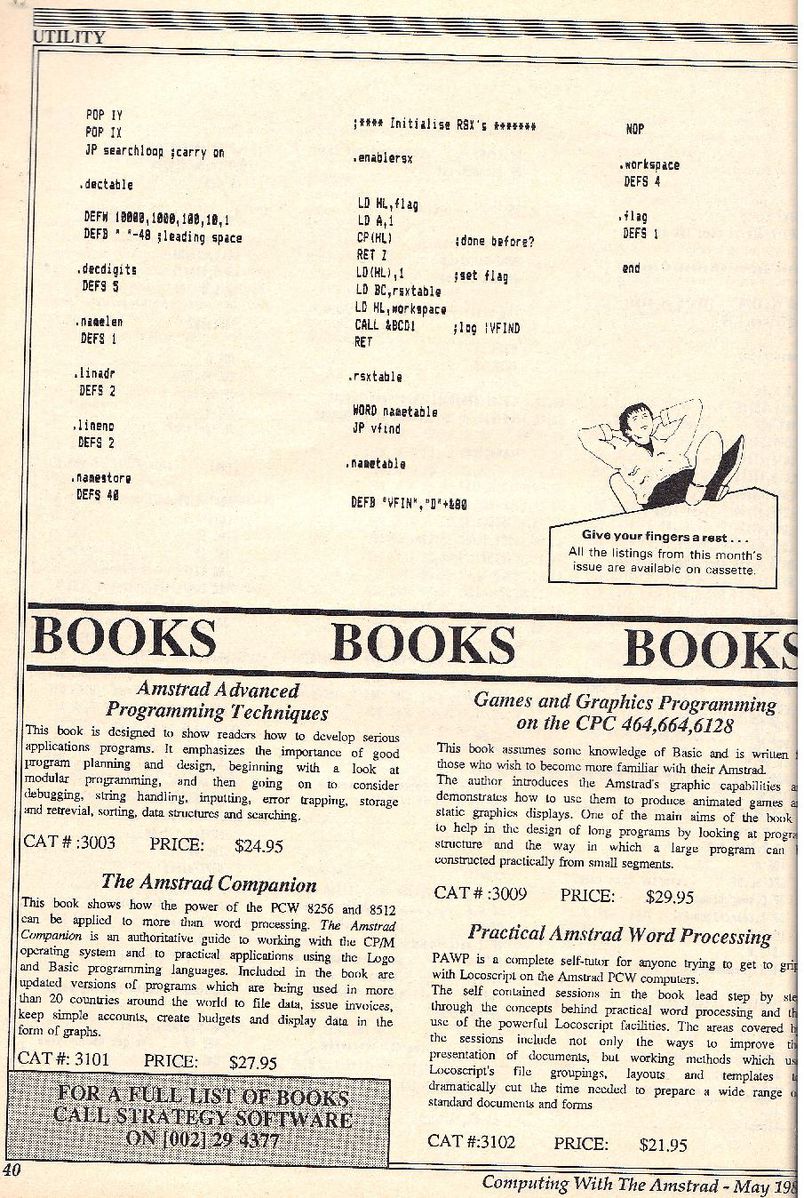 UTILITY
POP IY
POP IX
JP searchloop ;carry on
.dectable
DEFW 10000,1000,100,10,1
DEFB " "-48 ;leading space
.decdigits
DEFS 5
.namelen
DEFS 1
.linadr
DEFS 2
.lineno
DEFS 2
.namestore
DEFS 40
;**** Initialise RSX's *******
.enablersx
LD HL,flag
LD A,1
CP(HL) ;done before?
RET Z
LD(HL),1 ;set flag
LD BC,rsxtable
LD HL,workspace
CALL &BCD1 ;log |VFIND
RET
.rsxtable
WORD nametable
JP vfind
.nametable
DEFB "VFIN","D"+&80
NOP
.workspace
DEFS 4
.flag
DEFS 1
end
Give your fingers a rest . . .
All the listings from this month's
issue are available on cassette.
BOOKS BOOKS BOOKS
Amstrad Advanced
Programming Techniques
This book is designed to show readers how to develop serious
applications programs. It emphasizes the importance of good
program planning and design, beginning with a look at
modular programming, and then going on to consider
debugging, string handling, inputting, error trapping, storage
and retrevial, sorting, data structures and searching.
CAT # :3003 PRICE: $24.95
The Amstrad Companion
This book shows how the power of the PCW 8256 and 8512
can be applied to more than word processing. The Amstrad
Companion is an authoritative guide to working with the CP/M
operating system and to practical applications using the Logo
and Basic programming languages. Included in the book are
updated versions of programs which are being used in more
than 20 countries around the world to file data, issue invoices,
keep simple accounts, create budgets and display data in the
form of graphs.
CAT #: 3101 PRICE: $27.95
FOR A FULL LIST OF BOOKS
CALL STRATEGY SOFTWARE
ON [002] 29 4377
Games and Graphics Programming
on the CPC 464,664,6128
This book assumes some knowledge of Basic and is written
those who wish to become more familiar with their Amstrad.
The author introduces the Amstrad's graphic capabilities
demonstrates how to use them to produce animated games
static graphics displays. One of the main aims of the book
to help in the design of long programs by looking at
structure and the way in which a large program can
constructed practically from small segments.
CAT # :3009 PRICE: $29.95
Practical Amstrad Word Processing
PAWP is a complete self-tutor for anyone trying to get to
with Locoscript on the Amstrad PCW computers.
The self contained sessions in the book lead step by
through the concepts behind practical word processing and
use of the powerful Locoscript facilities. The areas covered
the sessions include not only the ways to improve
presentation of documents, but working methods which
Locoscript's file groupings, layouts and templates
dramatically cut the time needed to prepare a wide range
standard documents and forms
CAT #:3102 PRICE: $21.95
40
Computing With The Amstrad - May 198